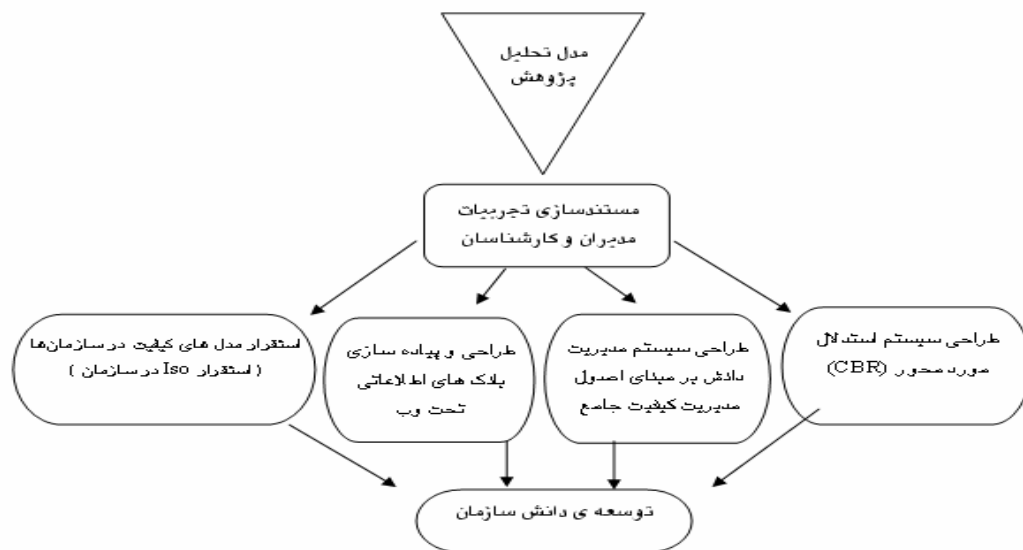 مدل تحلیل
پژوهش
مستندسازی تجربیات
مدیران و کارشناسان
طراحی سیستم استدلال
مورد محور (CBR)
طراحی سیستم مدیریت
دانش بر مبنای اصول
مدیریت کیفیت جامع
طراحی و پیاده سازی
بانک های اطلاعاتی
تحت وب
استقرار مدل های کیفیت در سازمان‌ها
( استقرار Iso در سازمان )
توسعه ی دانش سازمان